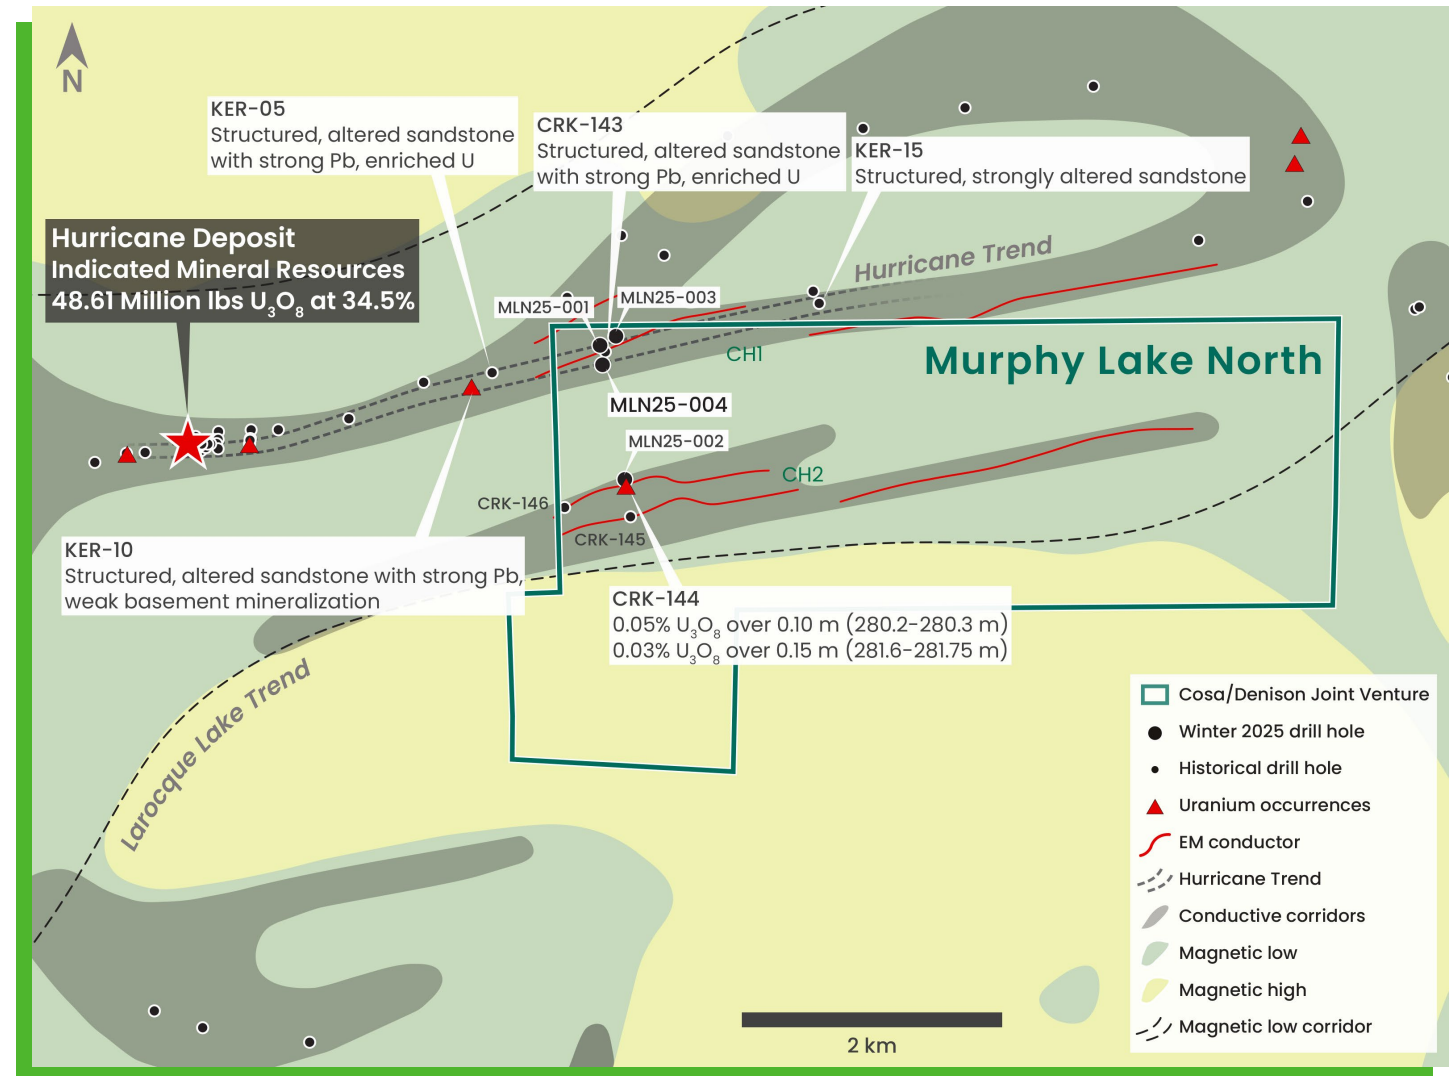 N
KER-05
Structured, altered sandstone
with strong Pb, enriched U
CRK-143
Structured, altered sandstone
with strong Pb, enriched U
KER-15
Structured, strongly altered sandstone
Hurricane Deposit
Indicated Mineral Resources
48.61 Million lbs U₃O₈ at 34.5%
Hurricane Trend
MLN25-001
MLN25-003
CH1
Murphy Lake North
MLN25-004
MLN25-002
CH2
CRK-146
CRK-145
KER-10
Structured, altered sandstone with strong Pb,
weak basement mineralization
CRK-144
0.05% U₃O₈ over 0.10 m (280.2-280.3 m)
0.03% U₃O₈ over 0.15 m (281.6-281.75 m)
Larocque Lake Trend
Cosa/Denison Joint Venture
Winter 2025 drill hole
Historical drill hole
Uranium occurrences
EM conductor
Hurricane Trend
Conductive corridors
Magnetic low
Magnetic high
Magnetic low corridor
2 km